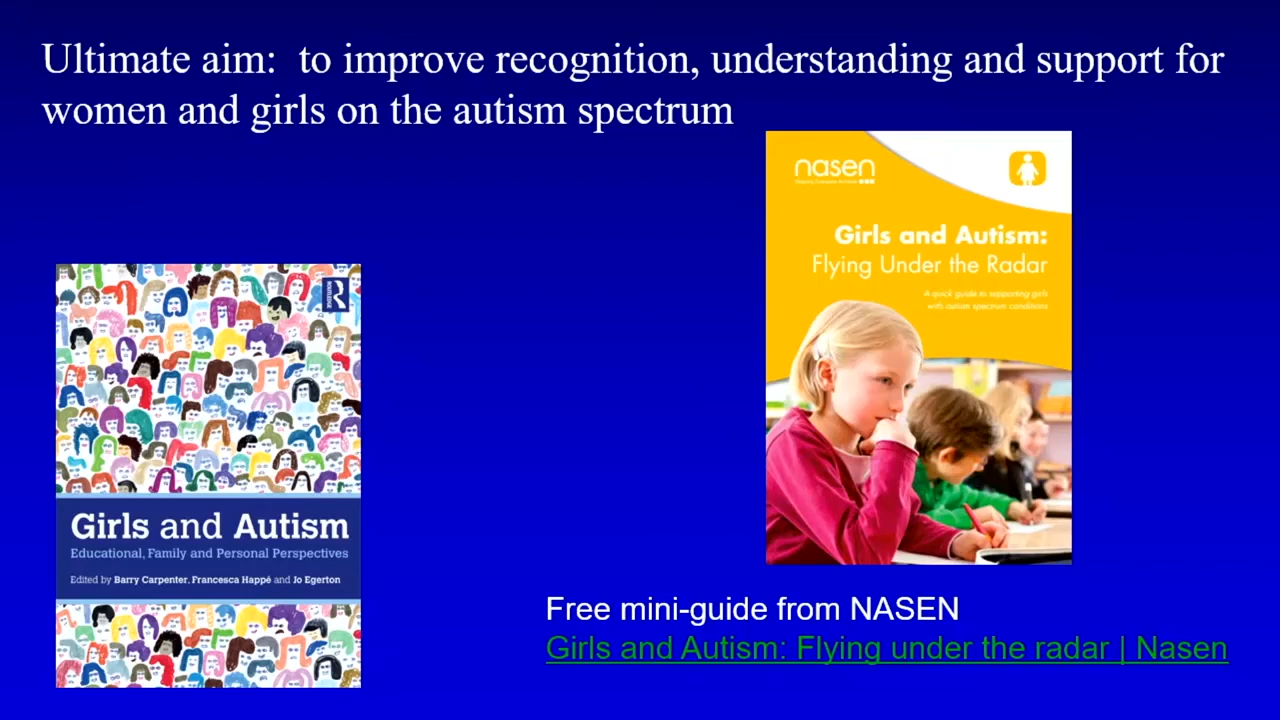 Ultimate aim:  to improve recognition, understanding and support for
women and girls on the autism spectrum
nasen
Girls and Autism:
Flying Under the Radar
A quick guide to supporting girls
with autism spectrum conditions
ROUTLEDGE
Girls and Autism
Educational, Family and Personal Perspectives
Edited by Barry Carpenter, Francesca Happé and Jo Egerton
Free mini-guide from NASEN
Girls and Autism: Flying under the radar | Nasen